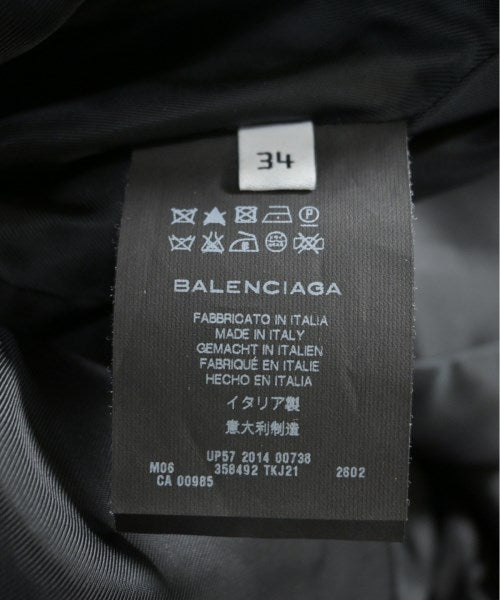 34
BALENCIAGA
FABBRICATO IN ITALIA
MADE IN ITALY
GEMACHT IN ITALIEN
FABRIQUÉ EN ITALIE
HECHO EN ITALIA
イタリア製
意大利制造
UP57 2014 00738
M06 358492 TKJ21 2602
CA 00985